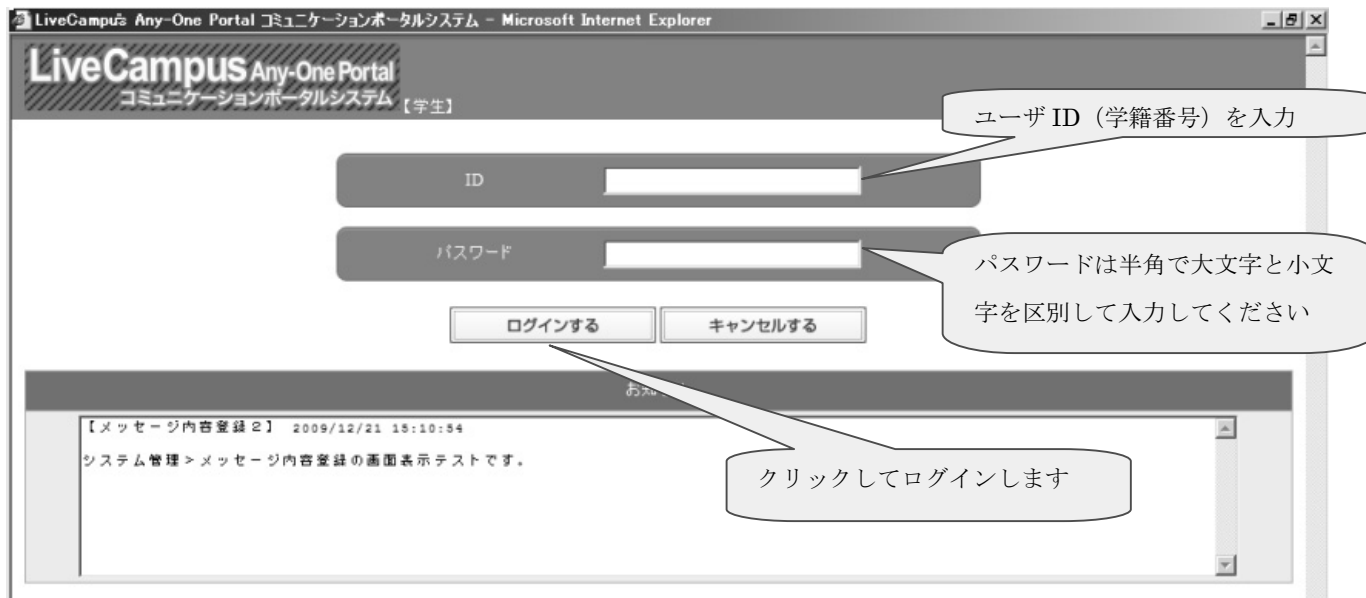 LiveCampus Any-One Portal コミュニケーションポータルシステム - Microsoft Internet Explorer
LiveCampus Any-One Portal
コミュニケーションポータルシステム 【学生】
ユーザ ID（学籍番号）を入力
ID
パスワード
パスワードは半角で大文字と小文
字を区別して入力してください
ログインする キャンセルする
お知
【メッセージ内容登録２】 2009/12/21 15:10:54
システム管理＞メッセージ内容登録の画面表示テストです。
クリックしてログインします